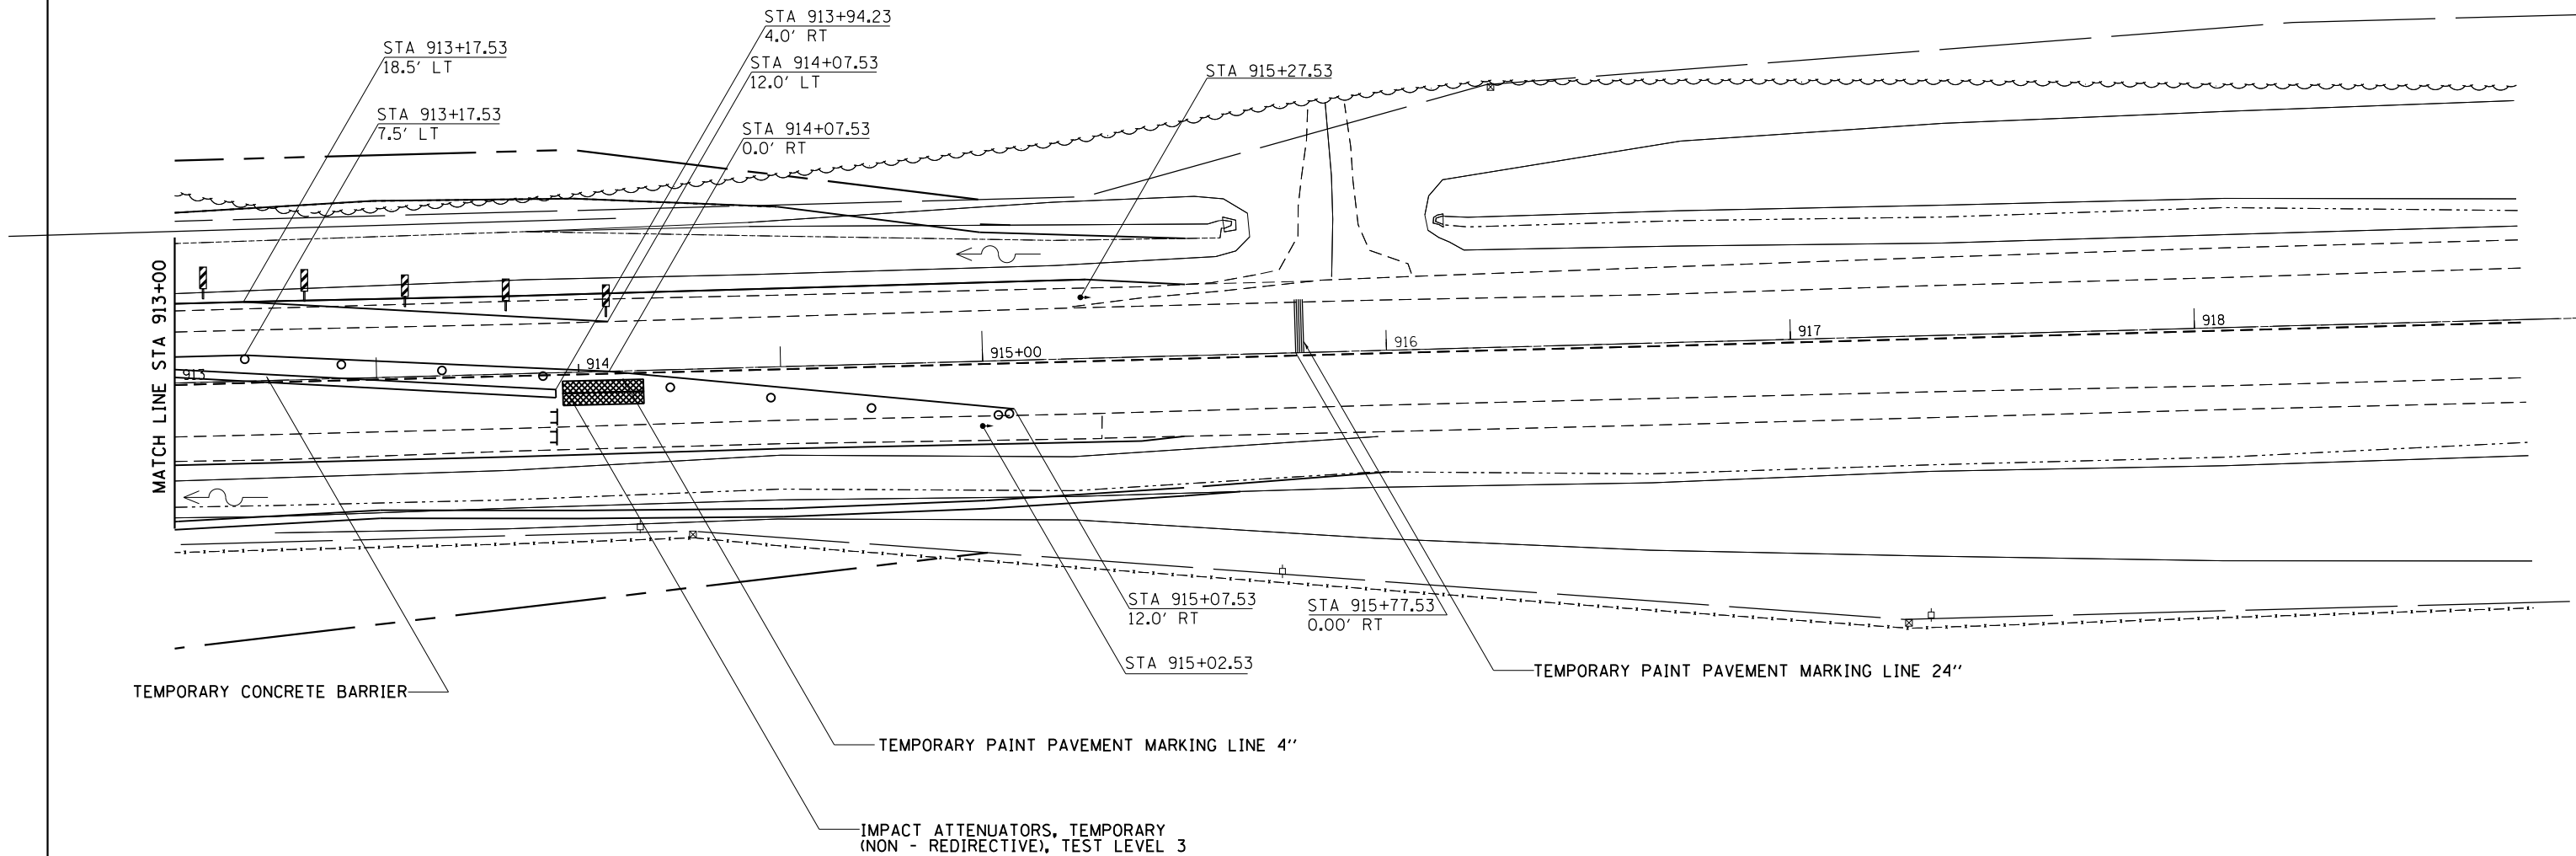 STA 913+94.23
4.0' RT
STA 913+17.53
18.5' LT
STA 914+07.53
12.0' LT
STA 915+27.53
STA 913+17.53
7.5' LT
STA 914+07.53
0.0' RT
MATCH LINE STA 913+00
913
914
915+00
916
917
918
STA 915+07.53
12.0' RT
STA 915+77.53
0.00' RT
STA 915+02.53
TEMPORARY CONCRETE BARRIER
TEMPORARY PAINT PAVEMENT MARKING LINE 24''
TEMPORARY PAINT PAVEMENT MARKING LINE 4''
IMPACT ATTENUATORS, TEMPORARY
(NON - REDIRECTIVE), TEST LEVEL 3